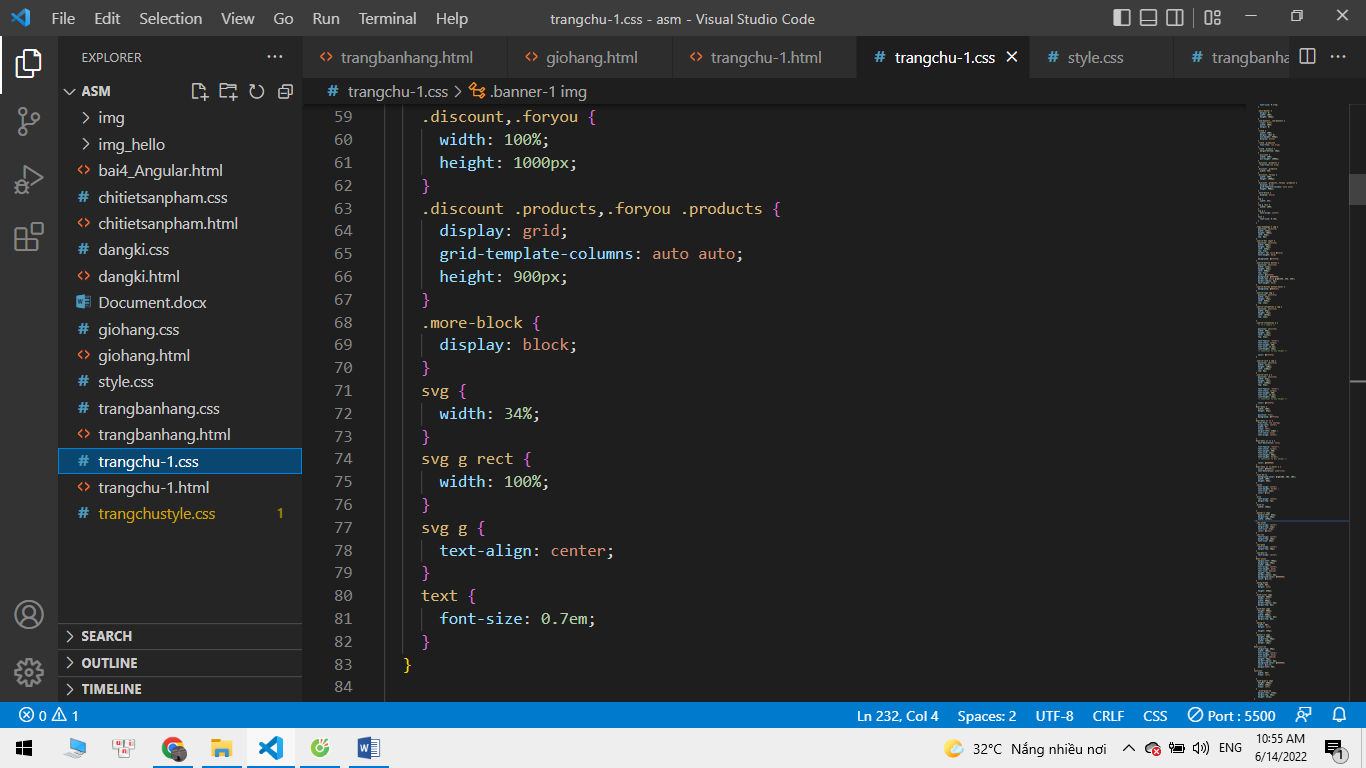 File Edit Selection View Go Run Terminal Help
trangchu-1.css - asm - Visual Studio Code
EXPLORER
ASM
img
img_hello
bai4_Angular.html
chitietsanpham.css
chitietsanpham.html
dangki.css
dangki.html
Document.docx
giohang.css
giohang.html
style.css
trangbanhang.css
trangbanhang.html
trangchu-1.css
trangchu-1.html
trangchustyle.css 1
SEARCH
OUTLINE
TIMELINE
trangbanhang.html giohang.html trangchu-1.html trangchu-1.css style.css trangbanha
trangchu-1.css > .banner-1 img
59 .discount,.foryou {
60 width: 100%;
61 height: 1000px;
62 }
63 .discount .products,.foryou .products {
64 display: grid;
65 grid-template-columns: auto auto;
66 height: 900px;
67 }
68 .more-block {
69 display: block;
70 }
71 svg {
72 width: 34%;
73 }
74 svg g rect {
75 width: 100%;
76 }
77 svg g {
78 text-align: center;
79 }
80 text {
81 font-size: 0.7em;
82 }
83 }
84
0 1 Ln 232, Col 4 Spaces: 2 UTF-8 CRLF CSS Port : 5500
32°C Nắng nhiều nơi ENG
10:55 AM
6/14/2022
1